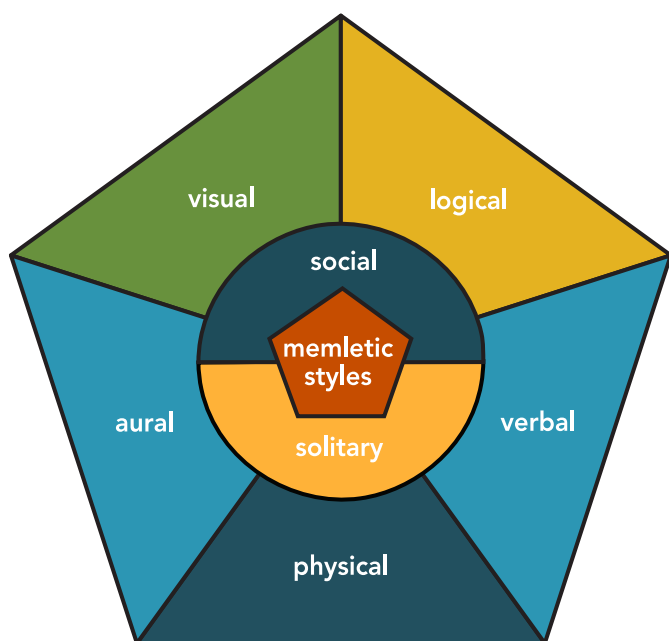 visual
logical
social
memletic
styles
aural
verbal
solitary
physical